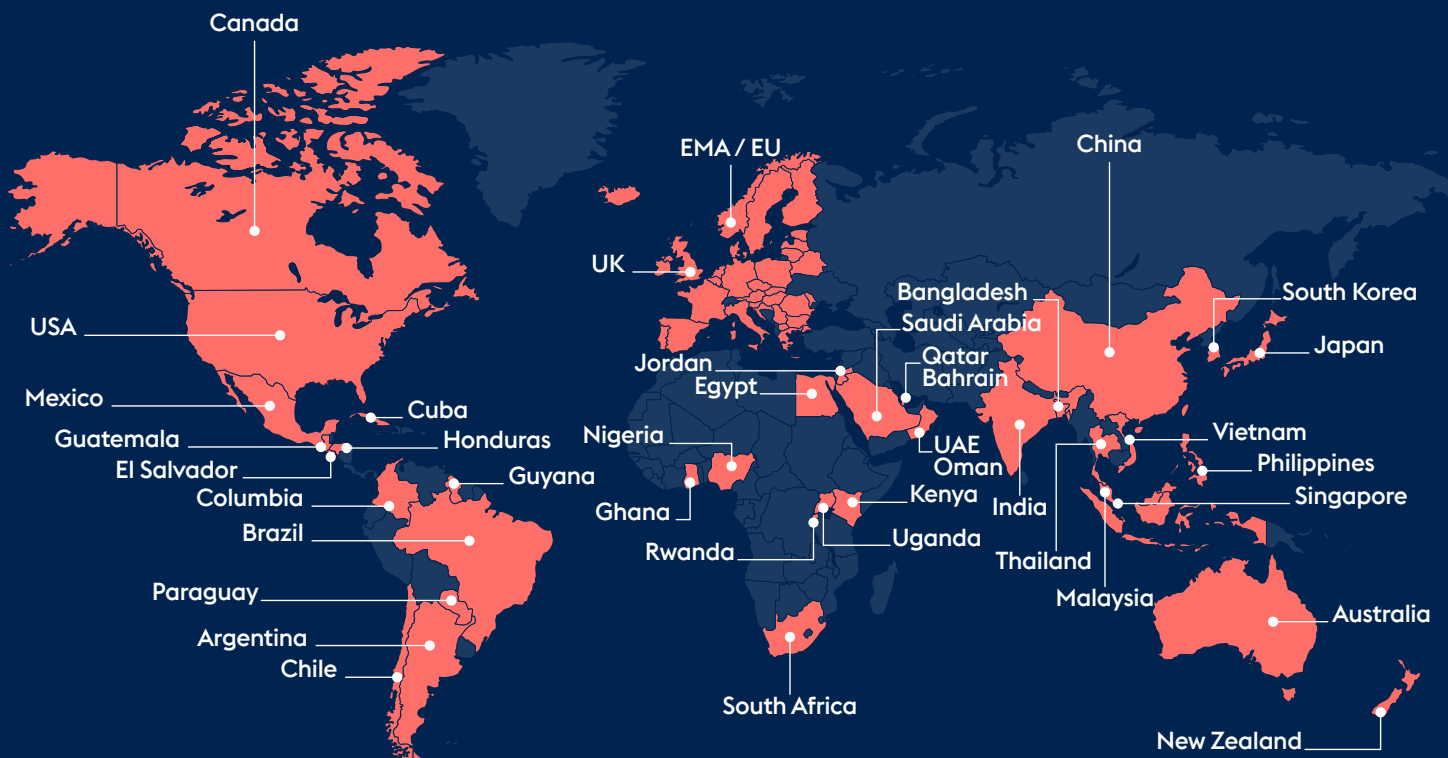 Canada
EMA / EU
China
UK
Bangladesh
South Korea
USA
Saudi Arabia
Japan
Jordan
Qatar
Bahrain
Egypt
Mexico
Cuba
Guatemala
Honduras
Nigeria
UAE
Oman
Vietnam
El Salvador
Guyana
Philippines
Columbia
Kenya
India
Singapore
Ghana
Brazil
Rwanda
Uganda
Thailand
Paraguay
Malaysia
Australia
Argentina
Chile
South Africa
New Zealand